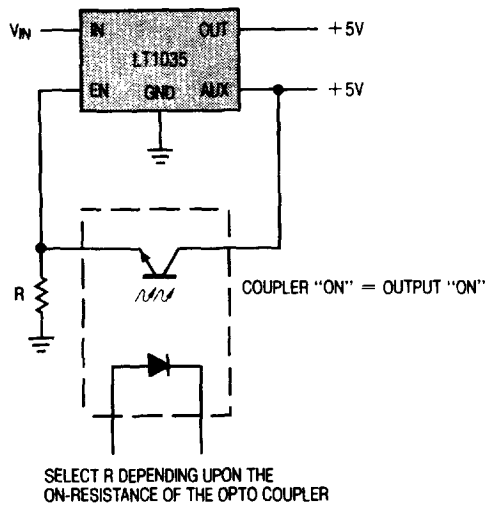 V_IN IN OUT +5V
LT1035
EN GND AUX +5V
R
COUPLER "ON" = OUTPUT "ON"
SELECT R DEPENDING UPON THE
ON-RESISTANCE OF THE OPTO COUPLER